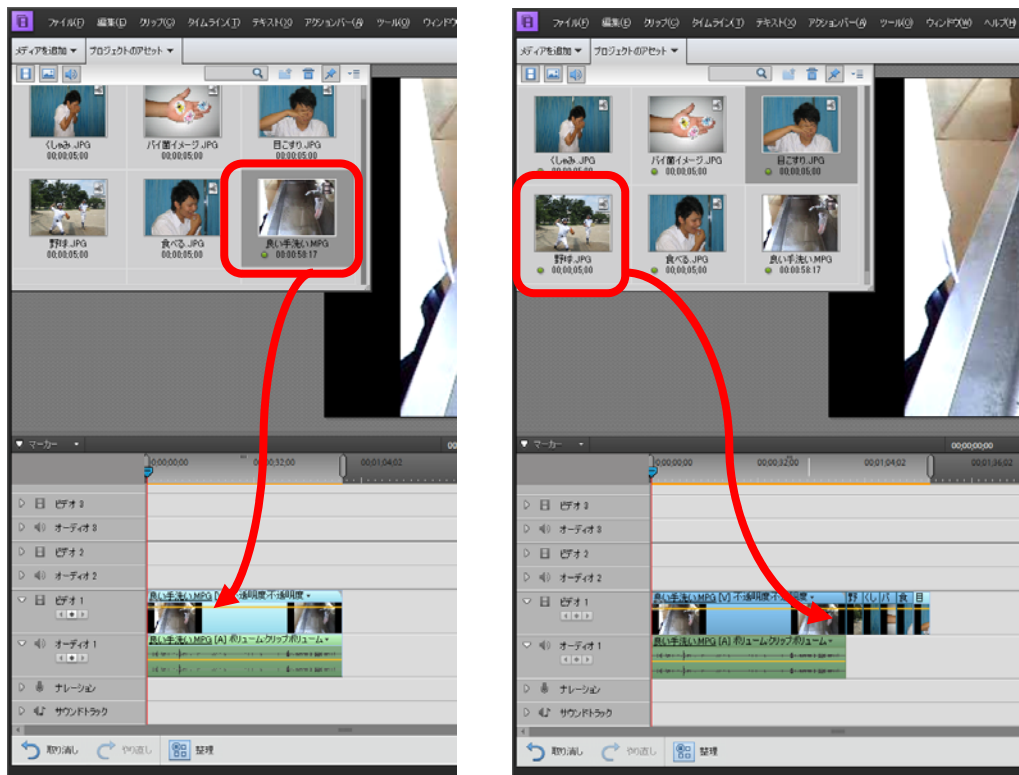 ファイル(F) 編集(E) クリップ(C) タイムライン(T) テキスト(X) アクションバー(A) ツール(K) ウィンドウ
メディアを追加 プロジェクトのアセット
くしゃみ.JPG
00;00;05;00
バイ菌イメージ.JPG
00;00;05;00
目こすり.JPG
00;00;05;00
野球.JPG
00;00;05;00
食べる.JPG
00;00;05;00
良い手洗い.MPG
00:00:58:17
マーカー
00
00;00;00;00 00;00;32;00 00;01;04;02
ビデオ 3
オーディオ 3
ビデオ 2
オーディオ 2
ビデオ 1
良い手洗い.MPG [V] 不透明度:不透明度
オーディオ 1
良い手洗い.MPG [A] ボリューム:クリップボリューム
ナレーション
サウンドトラック
取り消し やり直し 整理
ファイル(F) 編集(E) クリップ(C) タイムライン(T) テキスト(X) アクションバー(A) ツール(K) ウィンドウ(W) ヘルプ(H)
メディアを追加 プロジェクトのアセット
くしゃみ.JPG
00;00;05;00
バイ菌イメージ.JPG
00;00;05;00
目こすり.JPG
00;00;05;00
野球.JPG
00;00;05;00
食べる.JPG
00;00;05;00
良い手洗い.MPG
00:00:58:17
マーカー
00;00;00;00
00;00;00;00 00;00;32;00 00;01;04;02 00;01;36;02
ビデオ 3
オーディオ 3
ビデオ 2
オーディオ 2
ビデオ 1
良い手洗い.MPG [V] 不透明度:不透明度 野 くし バ 食 目
オーディオ 1
良い手洗い.MPG [A] ボリューム:クリップボリューム
ナレーション
サウンドトラック
取り消し やり直し 整理